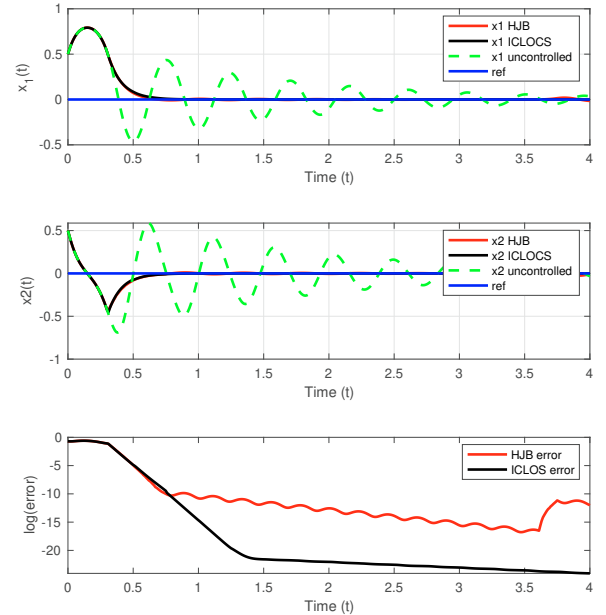 1
0.5
0
-0.5
x1(t)
0 0.5 1 1.5 2 2.5 3 3.5 4
Time (t)
x1 HJB
x1 ICLOCS
x1 uncontrolled
ref
0.5
0
-0.5
-1
x2(t)
0 0.5 1 1.5 2 2.5 3 3.5 4
Time (t)
x2 HJB
x2 ICLOCS
x2 uncontrolled
ref
0
-5
-10
-15
-20
log(error)
0 0.5 1 1.5 2 2.5 3 3.5 4
Time (t)
HJB error
ICLOS error